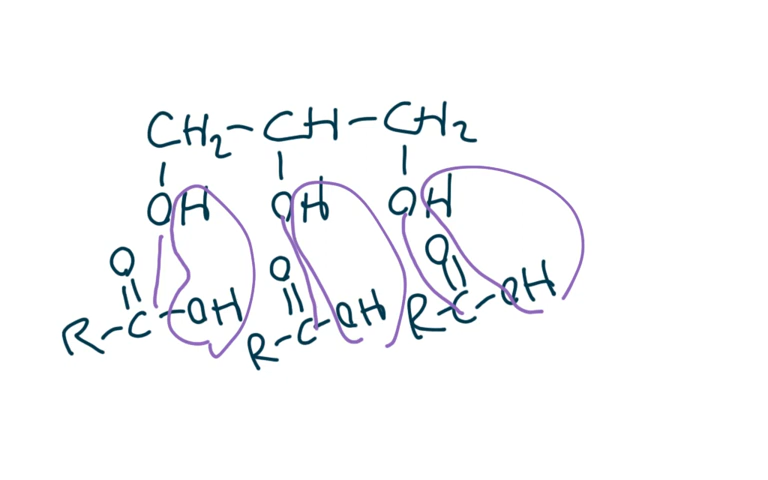 CH₂-CH-CH₂
OH OH OH
O O O
R-C-OH R-C-OH R-C-OH